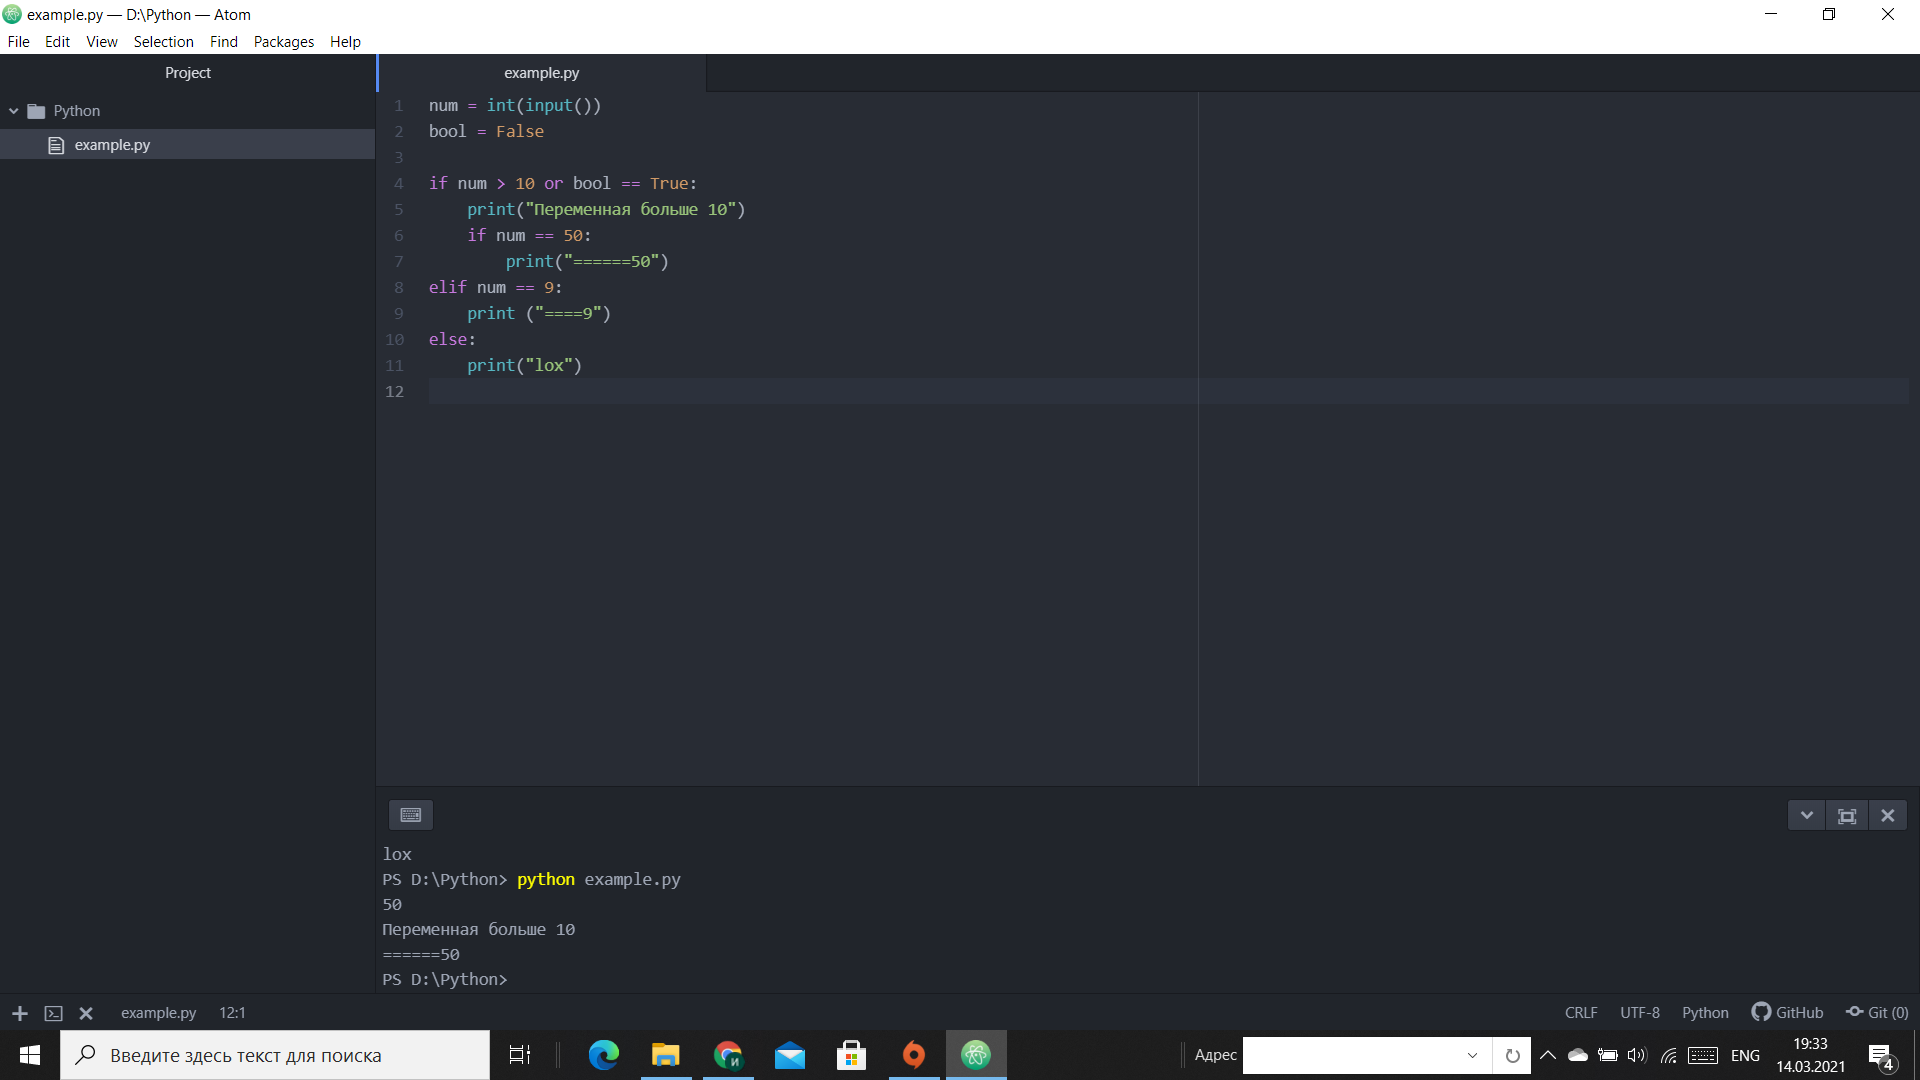 example.py — D:\Python — Atom
File Edit View Selection Find Packages Help
Project
example.py
Python
example.py
1 num = int(input())
2 bool = False
3
4 if num > 10 or bool == True:
5     print("Переменная больше 10")
6     if num == 50:
7         print("======50")
8 elif num == 9:
9     print ("====9")
10 else:
11     print("lox")
12
lox
PS D:\Python> python example.py
50
Переменная больше 10
======50
PS D:\Python>
example.py 12:1 CRLF UTF-8 Python GitHub Git (0)
Введите здесь текст для поиска
И
Адрес
ENG
19:33
14.03.2021
4